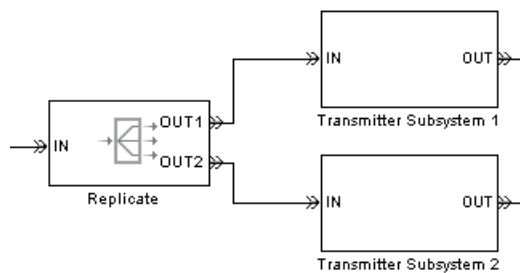 IN
OUT1
OUT2
Replicate
IN
OUT
Transmitter Subsystem 1
IN
OUT
Transmitter Subsystem 2